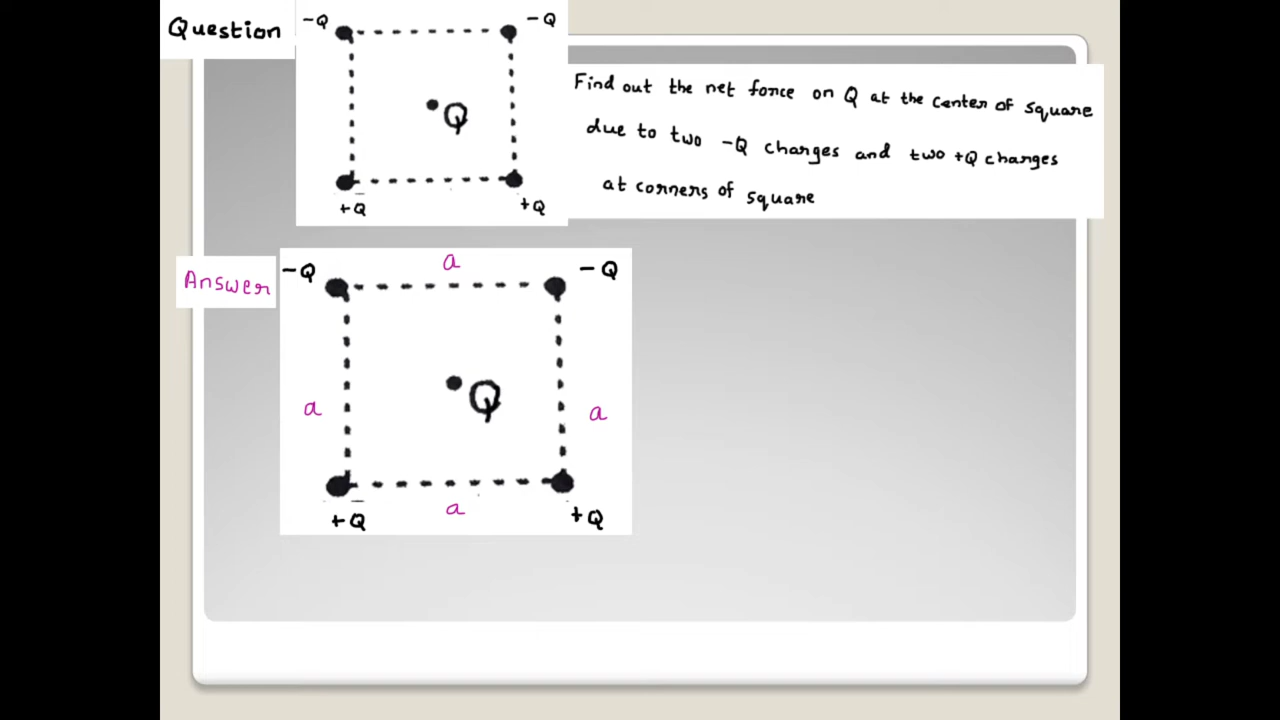 Question
-Q
-Q
Q
+Q
+Q
Find out the net force on Q at the center of square
due to two -Q charges and two +Q charges
at corners of square
Answer
-Q
a
-Q
Q
a
a
+Q
a
+Q